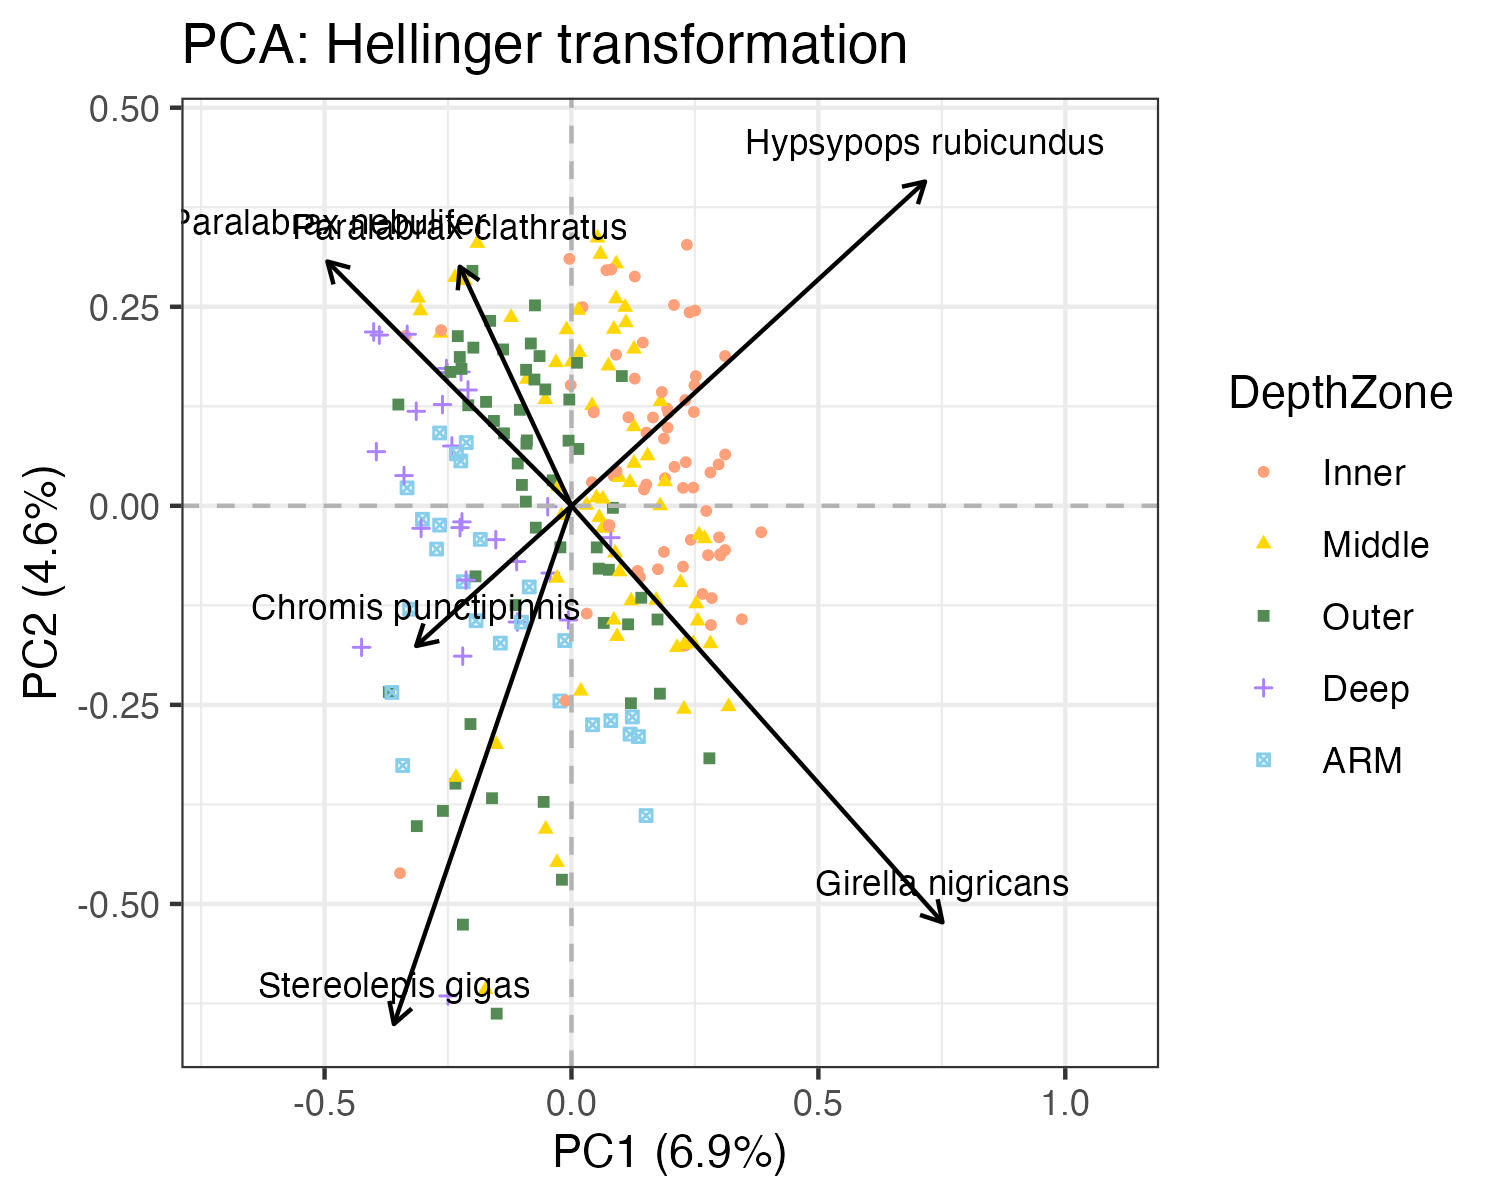 PCA: Hellinger transformation
0.50
0.25
0.00
-0.25
-0.50
PC2 (4.6%)
Hypsypops rubicundus
Paralabrax nebulifer
Paralabrax clathratus
Chromis punctipinnis
Girella nigricans
Stereolepis gigas
-0.5
0.0
0.5
1.0
PC1 (6.9%)
DepthZone
Inner
Middle
Outer
Deep
ARM